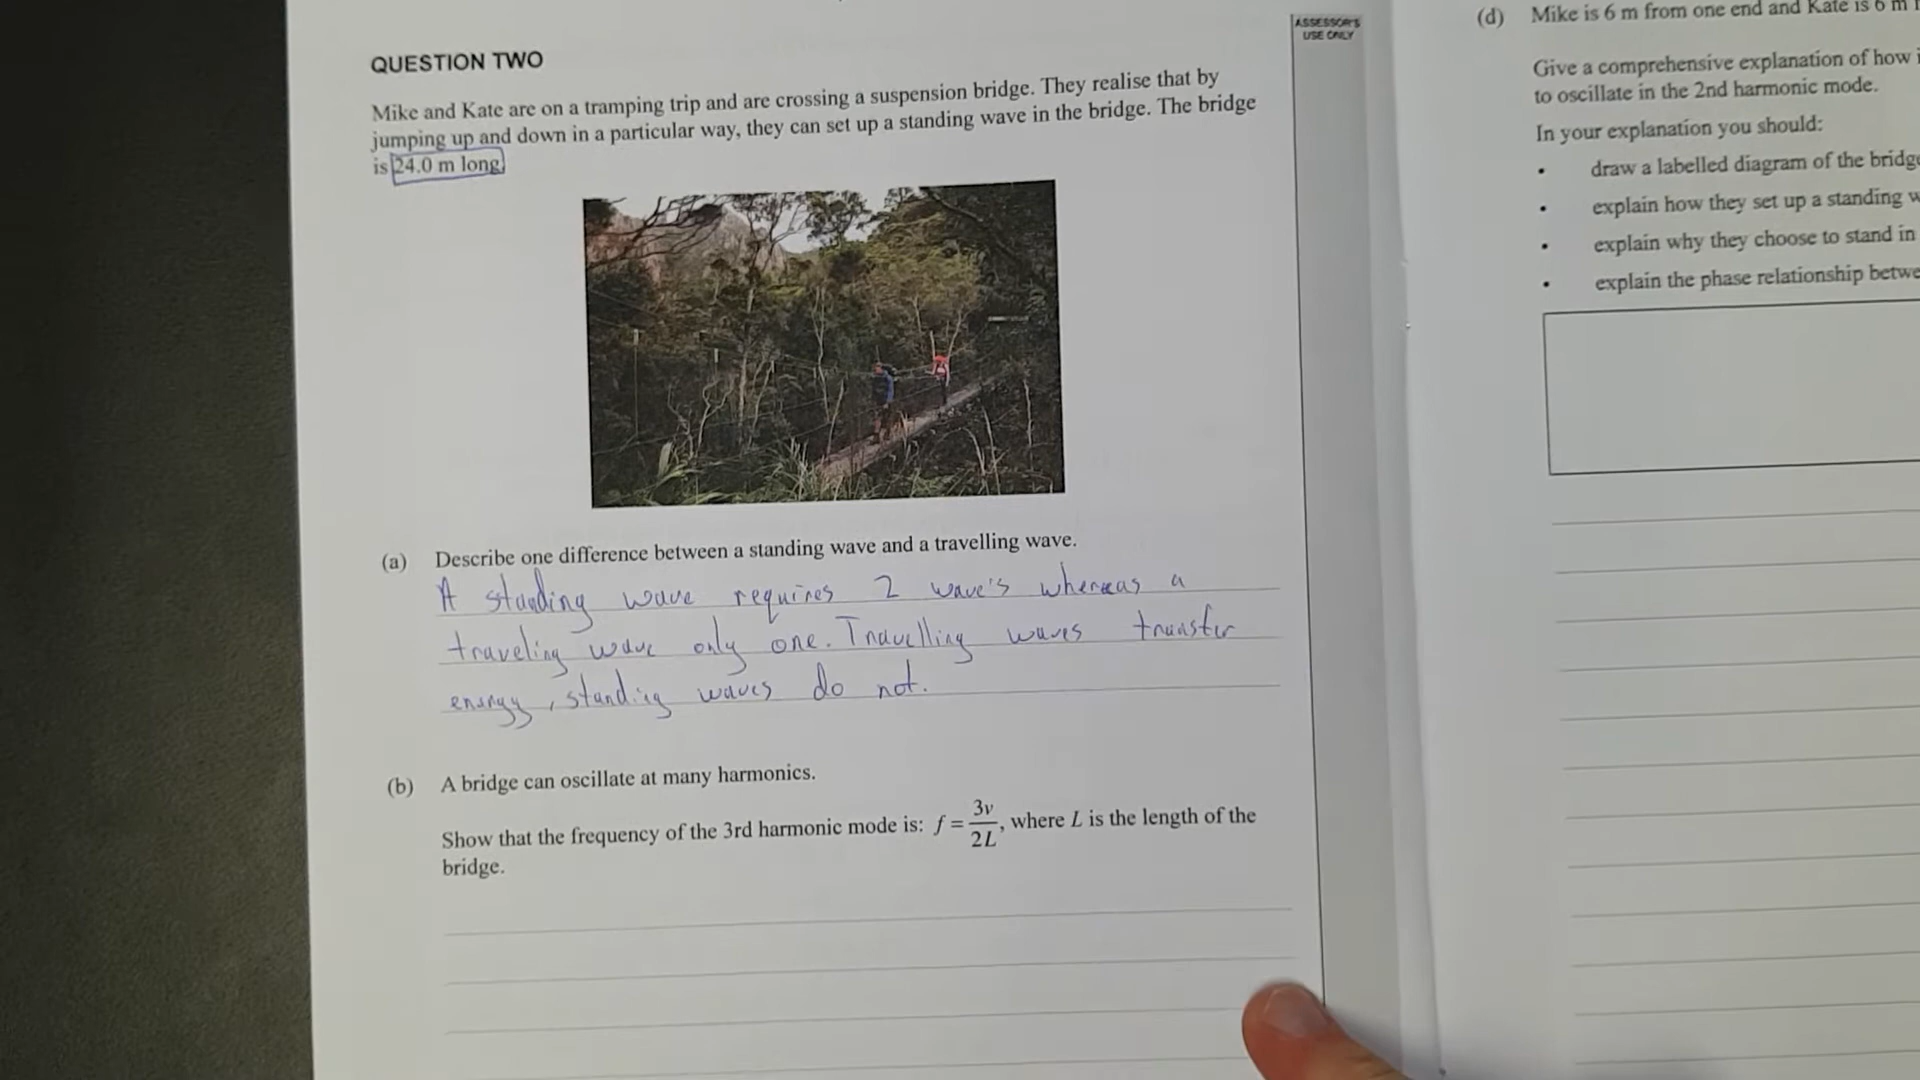 ASSESSOR'S
USE ONLY
QUESTION TWO
Mike and Kate are on a tramping trip and are crossing a suspension bridge. They realise that by
jumping up and down in a particular way, they can set up a standing wave in the bridge. The bridge
is 24.0 m long.
(a) Describe one difference between a standing wave and a travelling wave.
A standing wave requires 2 wave's whereas a
traveling wave only one. Travelling waves transfer
energy, standing waves do not.
(b) A bridge can oscillate at many harmonics.
Show that the frequency of the 3rd harmonic mode is: f = 3v/2L, where L is the length of the
bridge.
(d) Mike is 6 m from one end and Kate is 6 m
Give a comprehensive explanation of how
to oscillate in the 2nd harmonic mode.
In your explanation you should:
• draw a labelled diagram of the bridge
• explain how they set up a standing
• explain why they choose to stand in
• explain the phase relationship